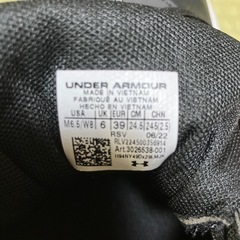 UNDER ARMOUR
MADE IN VIETNAM
FABRIQUÉ AU VIETNAM
HECHO EN VIETNAM
USA UK EUR CM CHN
M6.5/W8 6 39 24.5 245(2.5)
RSV 06/22
RLV224500356914
Art.3026538-001